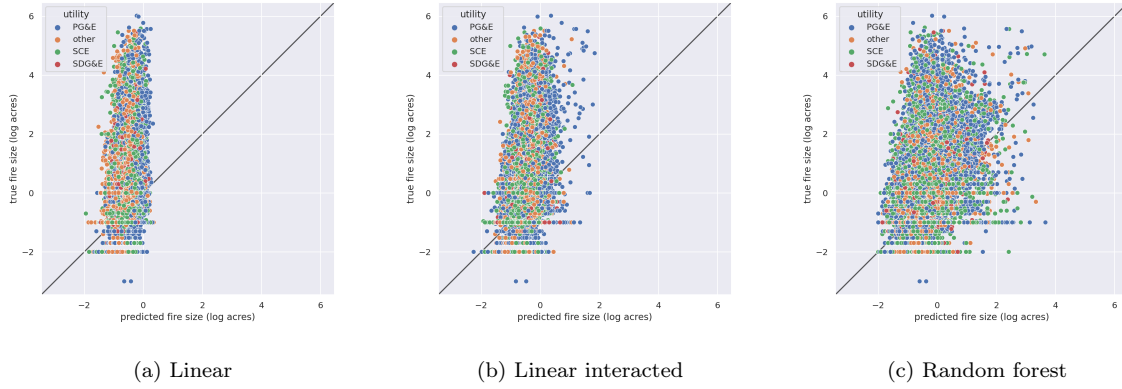 utility
PG&E
other
SCE
SDG&E
6
4
2
0
−2
true fire size (log acres)
−2 0 2 4 6
predicted fire size (log acres)
(a) Linear
utility
PG&E
other
SCE
SDG&E
6
4
2
0
−2
true fire size (log acres)
−2 0 2 4 6
predicted fire size (log acres)
(b) Linear interacted
utility
PG&E
other
SCE
SDG&E
6
4
2
0
−2
true fire size (log acres)
−2 0 2 4 6
predicted fire size (log acres)
(c) Random forest